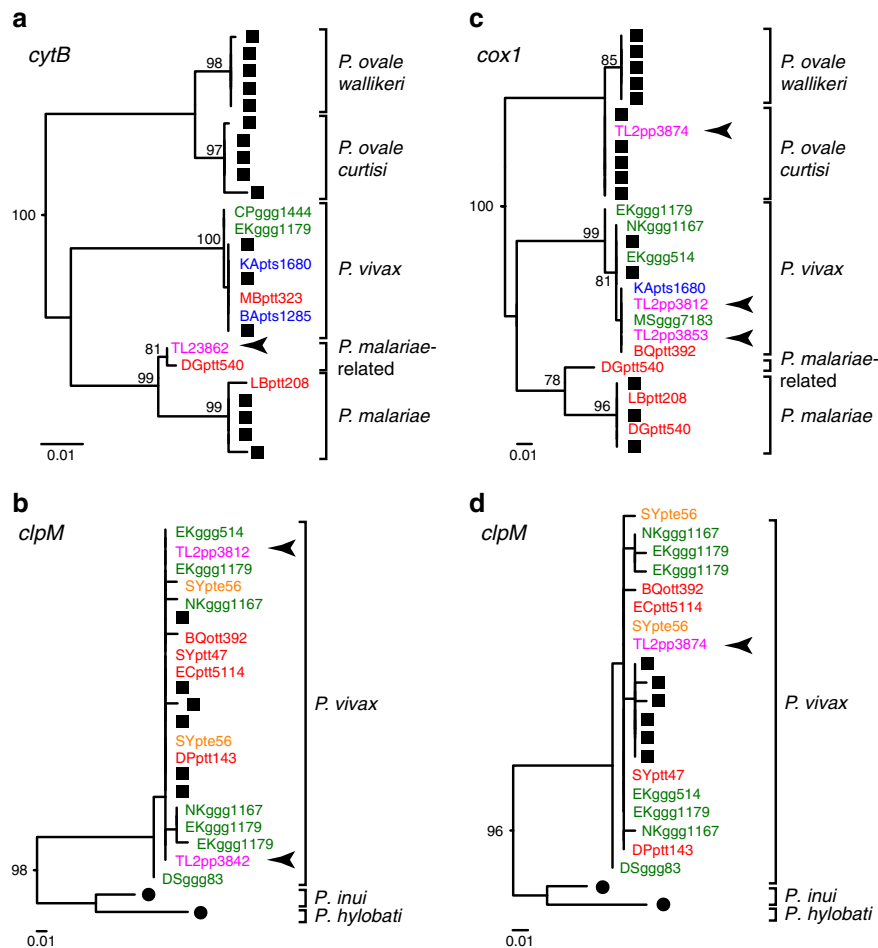 a
cytB
98
P. ovale
wallikeri
97
P. ovale
curtisi
100
CPggg1444
EKggg1179
100
KApts1680
MBptt323
BApts1285
P. vivax
81
TL23862
DGptt540
P. malariae-
related
99
LBptt208
99
P. malariae
0.01
c
cox1
85
P. ovale
wallikeri
TL2pp3874
P. ovale
curtisi
100
EKggg1179
99
NKggg1167
EKggg514
81
KApts1680
TL2pp3812
MSggg7183
TL2pp3853
BQptt392
P. vivax
DGptt540
P. malariae-
related
78
LBptt208
96
DGptt540
P. malariae
0.01
b
clpM
EKggg514
TL2pp3812
EKggg1179
SYpte56
NKggg1167
BQott392
SYptt47
ECptt5114
SYpte56
DPptt143
NKggg1167
EKggg1179
EKggg1179
TL2pp3842
DSggg83
P. vivax
98
P. inui
P. hylobati
0.01
d
clpM
SYpte56
NKggg1167
EKggg1179
EKggg1179
BQott392
ECptt5114
SYpte56
TL2pp3874
SYptt47
EKggg514
EKggg1179
NKggg1167
DPptt143
DSggg83
P. vivax
96
P. inui
P. hylobati
0.01